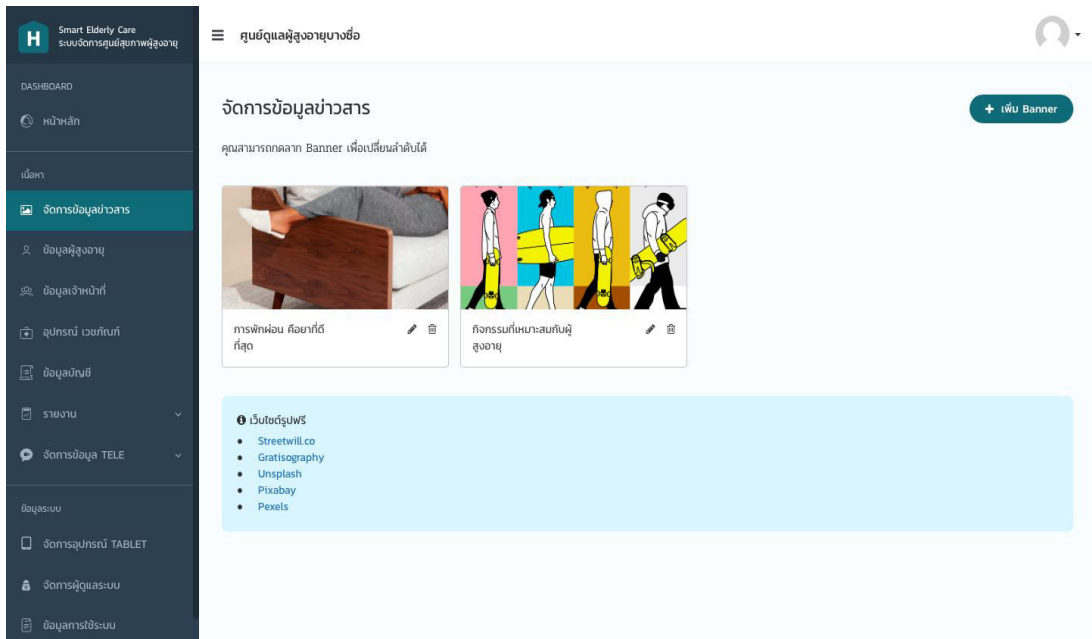 Smart Elderly Care
ระบบจัดการศูนย์สุขภาพผู้สูงอายุ
ศูนย์ดูแลผู้สูงอายุบางซื่อ
DASHBOARD
หน้าหลัก
เนื้อหา
จัดการข้อมูลข่าวสาร
ข้อมูลผู้สูงอายุ
ข้อมูลเจ้าหน้าที่
อุปกรณ์ เวชภัณฑ์
ข้อมูลบัญชี
รายงาน
จัดการข้อมูล TELE
ข้อมูลระบบ
จัดการอุปกรณ์ TABLET
จัดการผู้ดูแลระบบ
ข้อมูลการใช้ระบบ
จัดการข้อมูลข่าวสาร
+ เพิ่ม Banner
คุณสามารถกดลาก Banner เพื่อเปลี่ยนลำดับได้
การพักผ่อน คือยาที่ดี
ที่สุด
กิจกรรมที่เหมาะสมกับผู้
สูงอายุ
เว็บไซต์รูปฟรี
Streetwill.co
Gratisography
Unsplash
Pixabay
Pexels